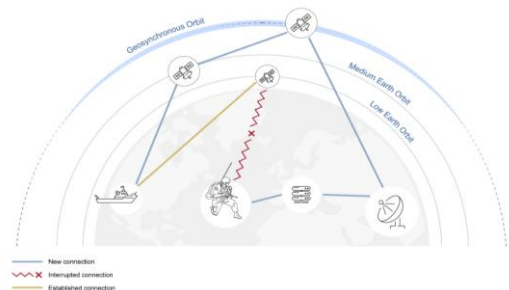 Geosynchronous Orbit
Medium Earth Orbit
Low Earth Orbit
New connection
Interrupted connection
Established connection